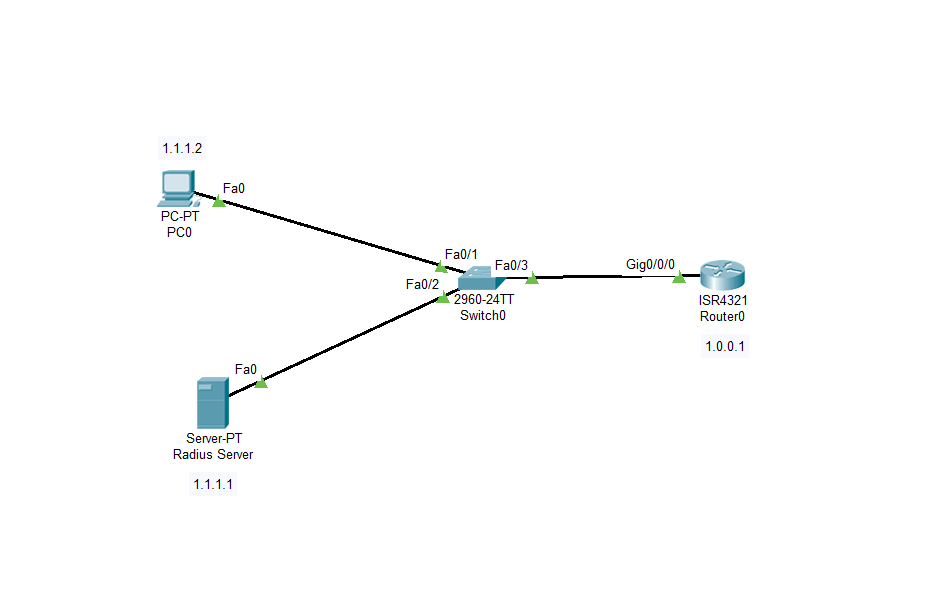 1.1.1.2
Fa0
PC-PT
PC0
Fa0/1
Fa0/2
Fa0/3
2960-24TT
Switch0
Gig0/0/0
ISR4321
Router0
1.0.0.1
Fa0
Server-PT
Radius Server
1.1.1.1